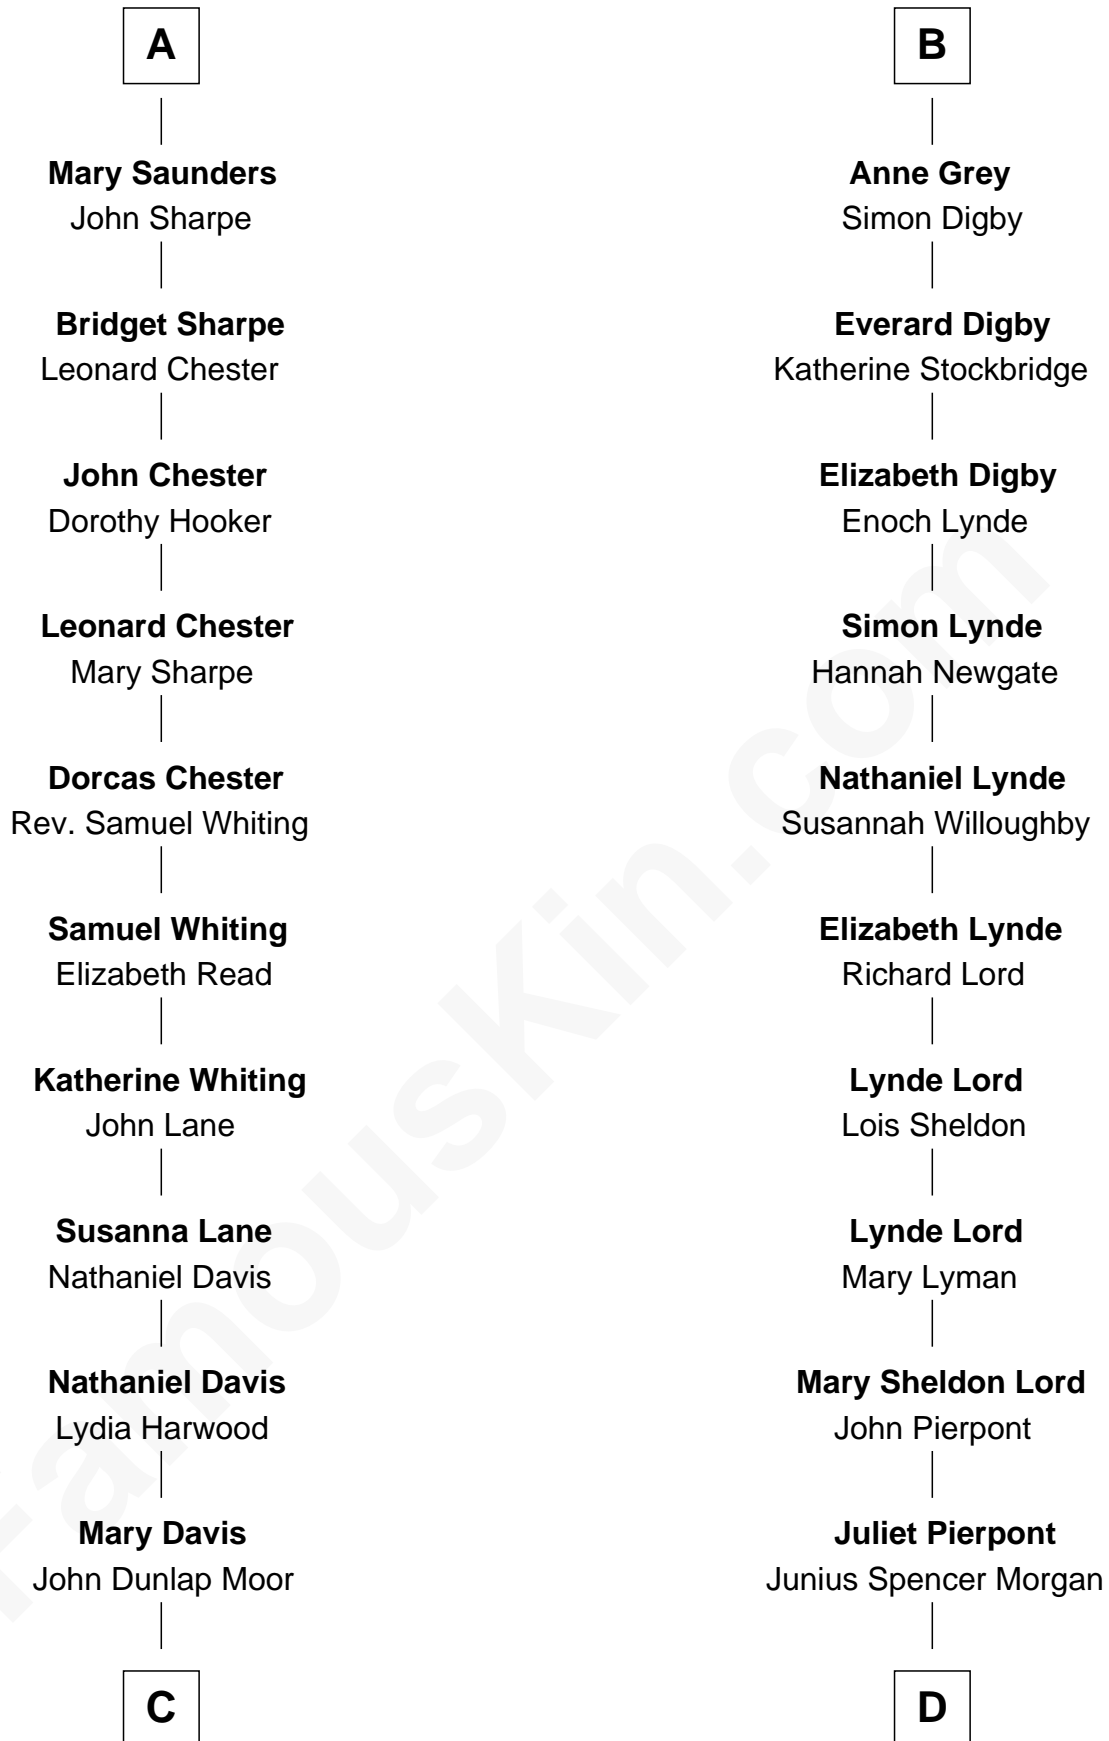 A
Mary Saunders
John Sharpe
Bridget Sharpe
Leonard Chester
John Chester
Dorothy Hooker
Leonard Chester
Mary Sharpe
Dorcas Chester
Rev. Samuel Whiting
Samuel Whiting
Elizabeth Read
Katherine Whiting
John Lane
Susanna Lane
Nathaniel Davis
Nathaniel Davis
Lydia Harwood
Mary Davis
John Dunlap Moor
C
B
Anne Grey
Simon Digby
Everard Digby
Katherine Stockbridge
Elizabeth Digby
Enoch Lynde
Simon Lynde
Hannah Newgate
Nathaniel Lynde
Susannah Willoughby
Elizabeth Lynde
Richard Lord
Lynde Lord
Lois Sheldon
Lynde Lord
Mary Lyman
Mary Sheldon Lord
John Pierpont
Juliet Pierpont
Junius Spencer Morgan
D
FamousKin.com